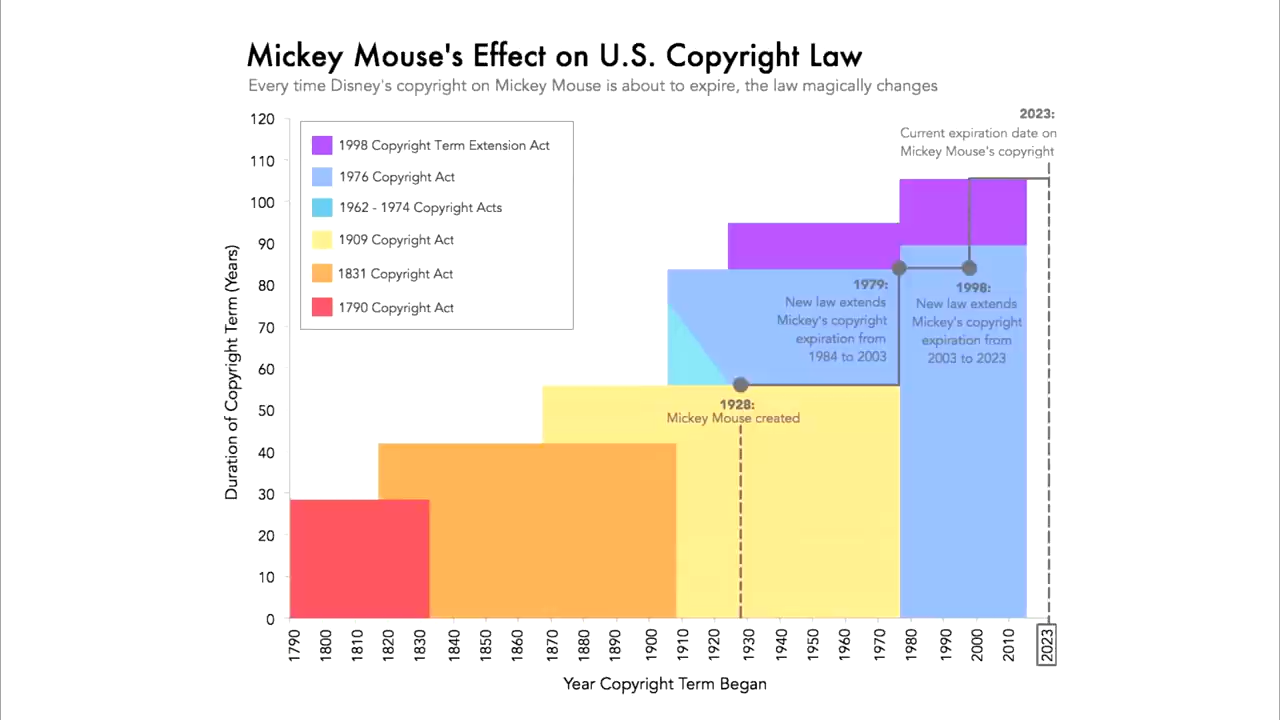 Mickey Mouse's Effect on U.S. Copyright Law
Every time Disney's copyright on Mickey Mouse is about to expire, the law magically changes
2023:
Current expiration date on
Mickey Mouse's copyright
1998 Copyright Term Extension Act
1976 Copyright Act
1962 - 1974 Copyright Acts
1909 Copyright Act
1831 Copyright Act
1790 Copyright Act
Duration of Copyright Term (Years)
120
110
100
90
80
70
60
50
40
30
20
10
0
1979:
New law extends
Mickey's copyright
expiration from
1984 to 2003
1998:
New law extends
Mickey's copyright
expiration from
2003 to 2023
1928:
Mickey Mouse created
1790
1800
1810
1820
1830
1840
1850
1860
1870
1880
1890
1900
1910
1920
1930
1940
1950
1960
1970
1980
1990
2000
2010
2023
Year Copyright Term Began